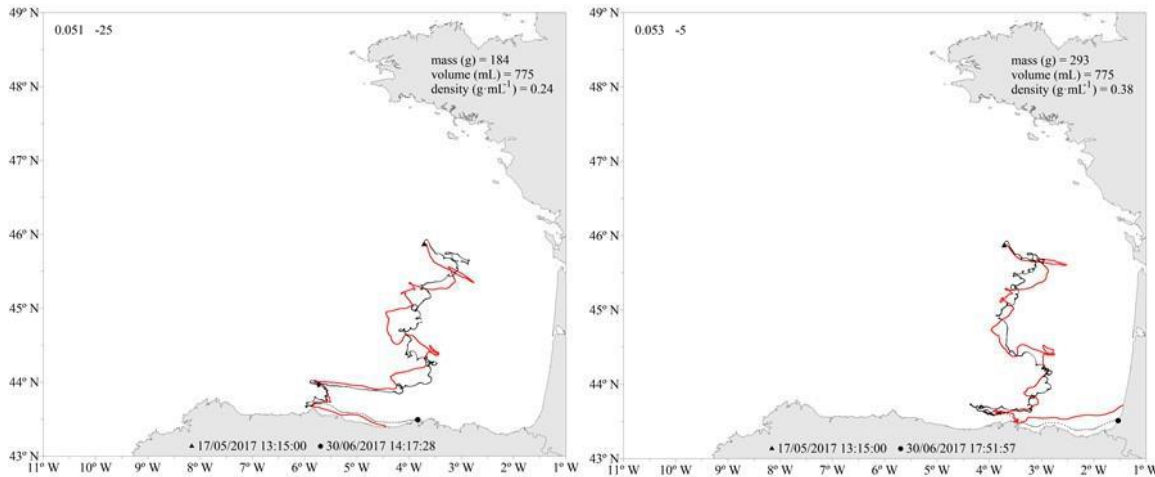 49° N
0.051 -25
mass (g) = 184
volume (mL) = 775
density (g·mL⁻¹) = 0.24
48° N
47° N
46° N
45° N
44° N
43° N
▲ 17/05/2017 13:15:00 ● 30/06/2017 14:17:28
11° W 10° W 9° W 8° W 7° W 6° W 5° W 4° W 3° W 2° W 1° W
49° N
0.053 -5
mass (g) = 293
volume (mL) = 775
density (g·mL⁻¹) = 0.38
48° N
47° N
46° N
45° N
44° N
43° N
▲ 17/05/2017 13:15:00 ● 30/06/2017 17:51:57
11° W 10° W 9° W 8° W 7° W 6° W 5° W 4° W 3° W 2° W 1° W